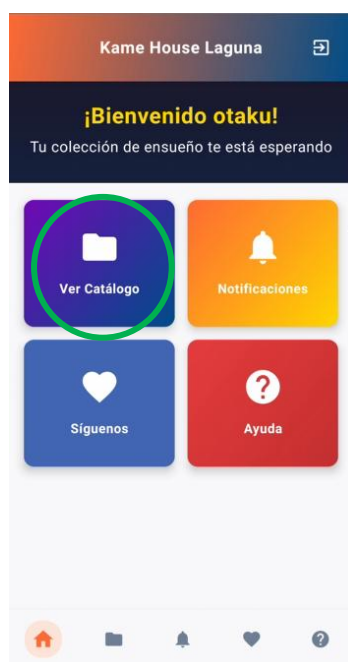 Kame House Laguna
¡Bienvenido otaku!
Tu colección de ensueño te está esperando
Ver Catálogo
Notificaciones
Síguenos
Ayuda